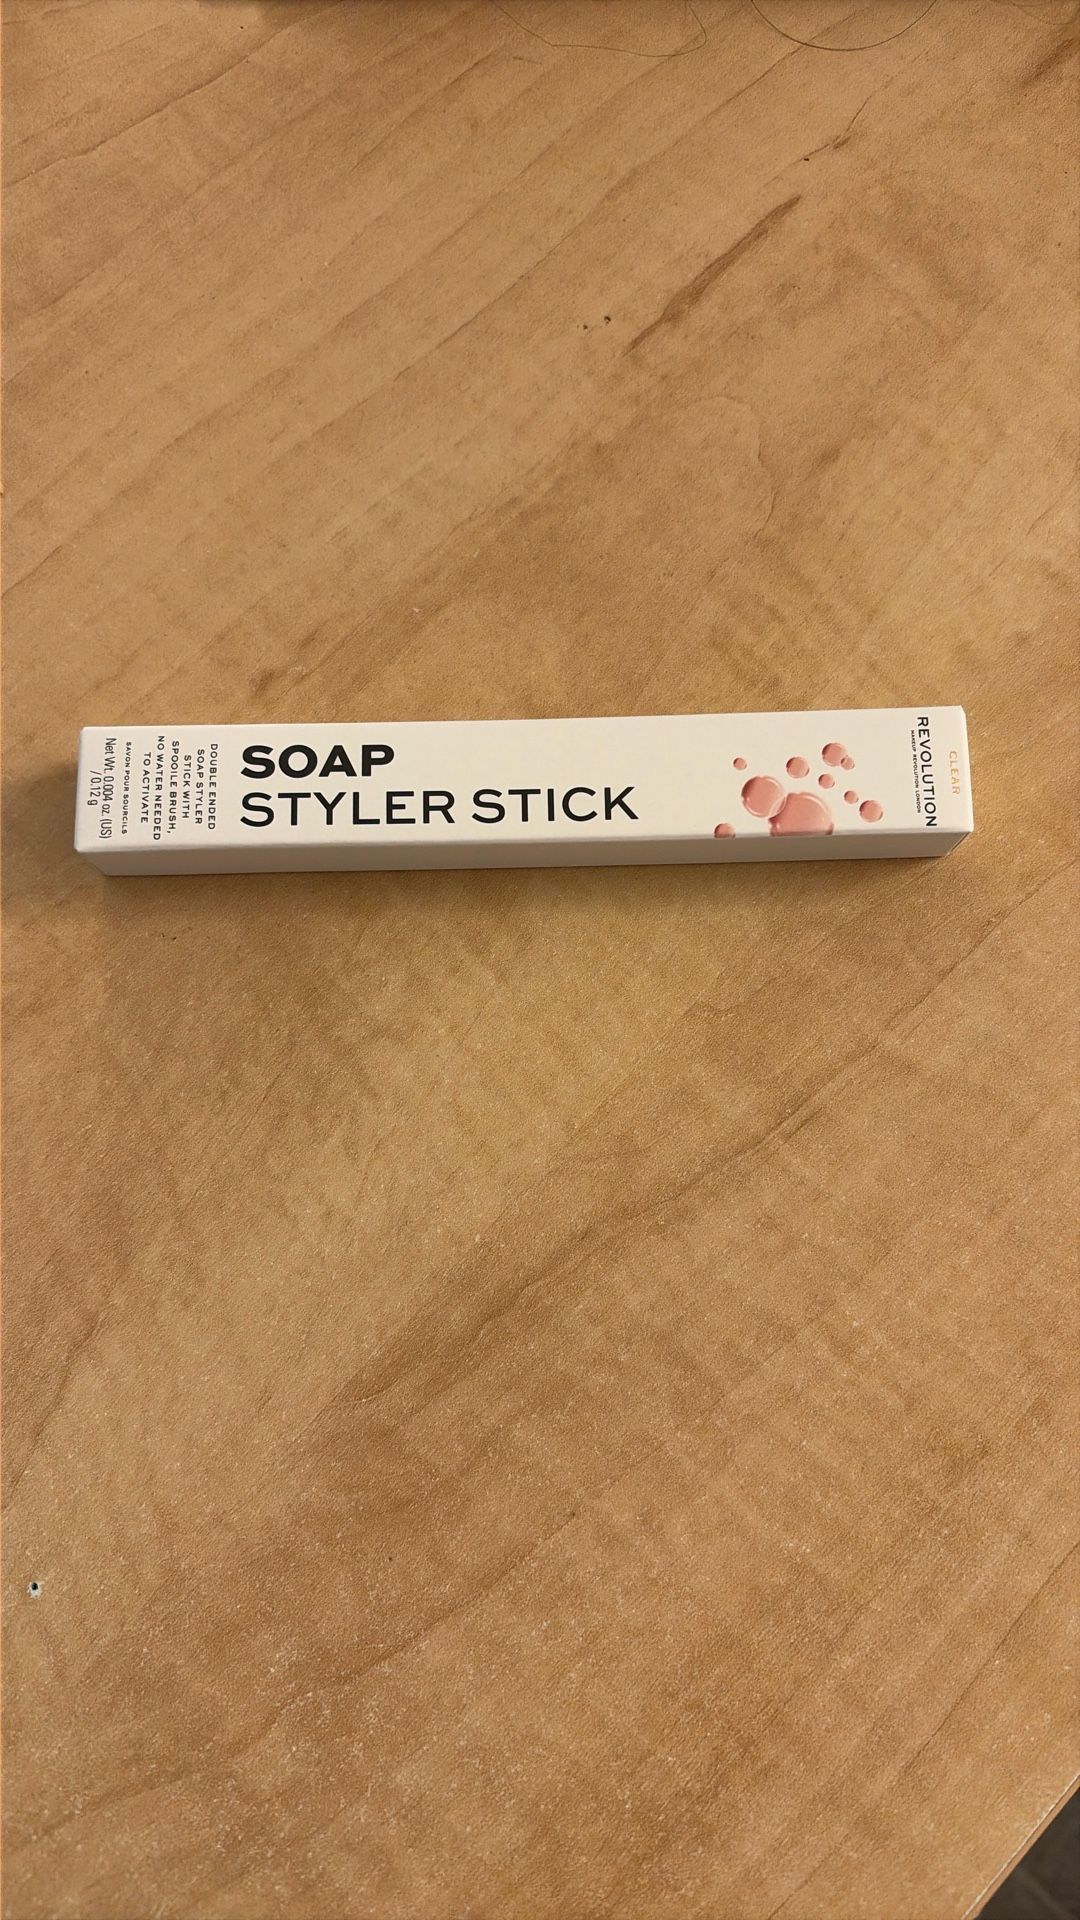 SOAP
STYLER STICK
DOUBLE ENDED
SOAP STYLER
STICK WITH
SPOOILE BRUSH,
NO WATER NEEDED
TO ACTIVATE
SAVON POUR SOURCILS
Net Wt. 0.004 oz. (US)
/ 0.12 g
CLEAR
REVOLUTION
MAKEUP REVOLUTION LONDON